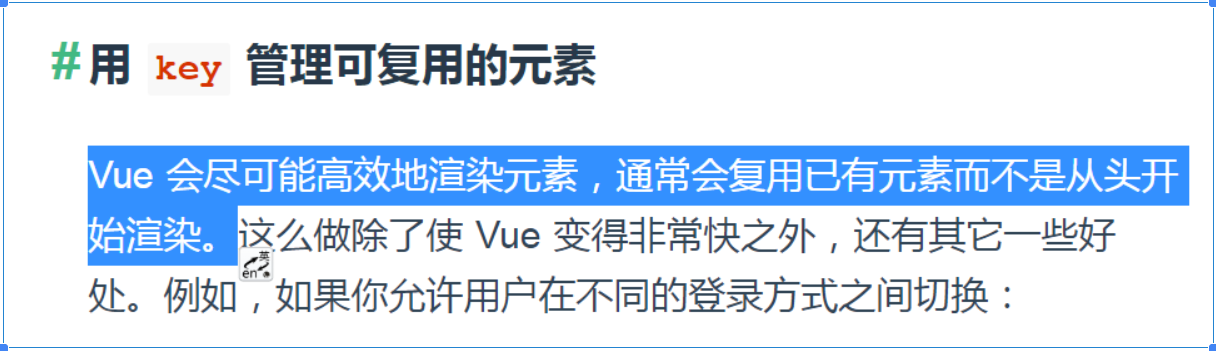 # 用 key 管理可复用的元素
Vue 会尽可能高效地渲染元素，通常会复用已有元素而不是从头开
始渲染。这么做除了使 Vue 变得非常快之外，还有其它一些好
英
en
处。例如，如果你允许用户在不同的登录方式之间切换：